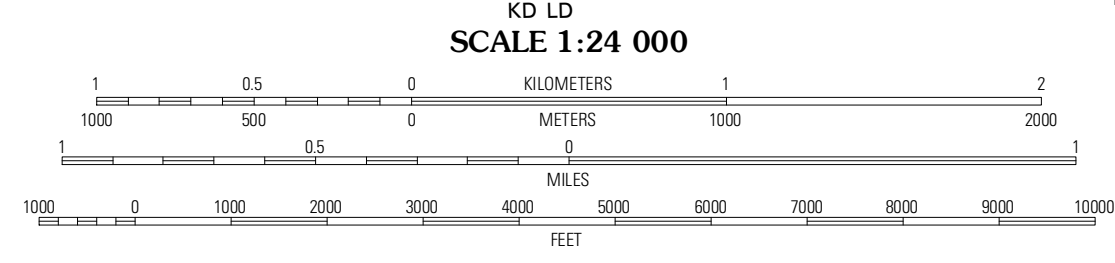 KD LD
SCALE 1:24 000
1 0.5 0 KILOMETERS 1 2
1000 500 0 METERS 1000 2000
1 0.5 0 1
MILES
1000 0 1000 2000 3000 4000 5000 6000 7000 8000 9000 10000
FEET